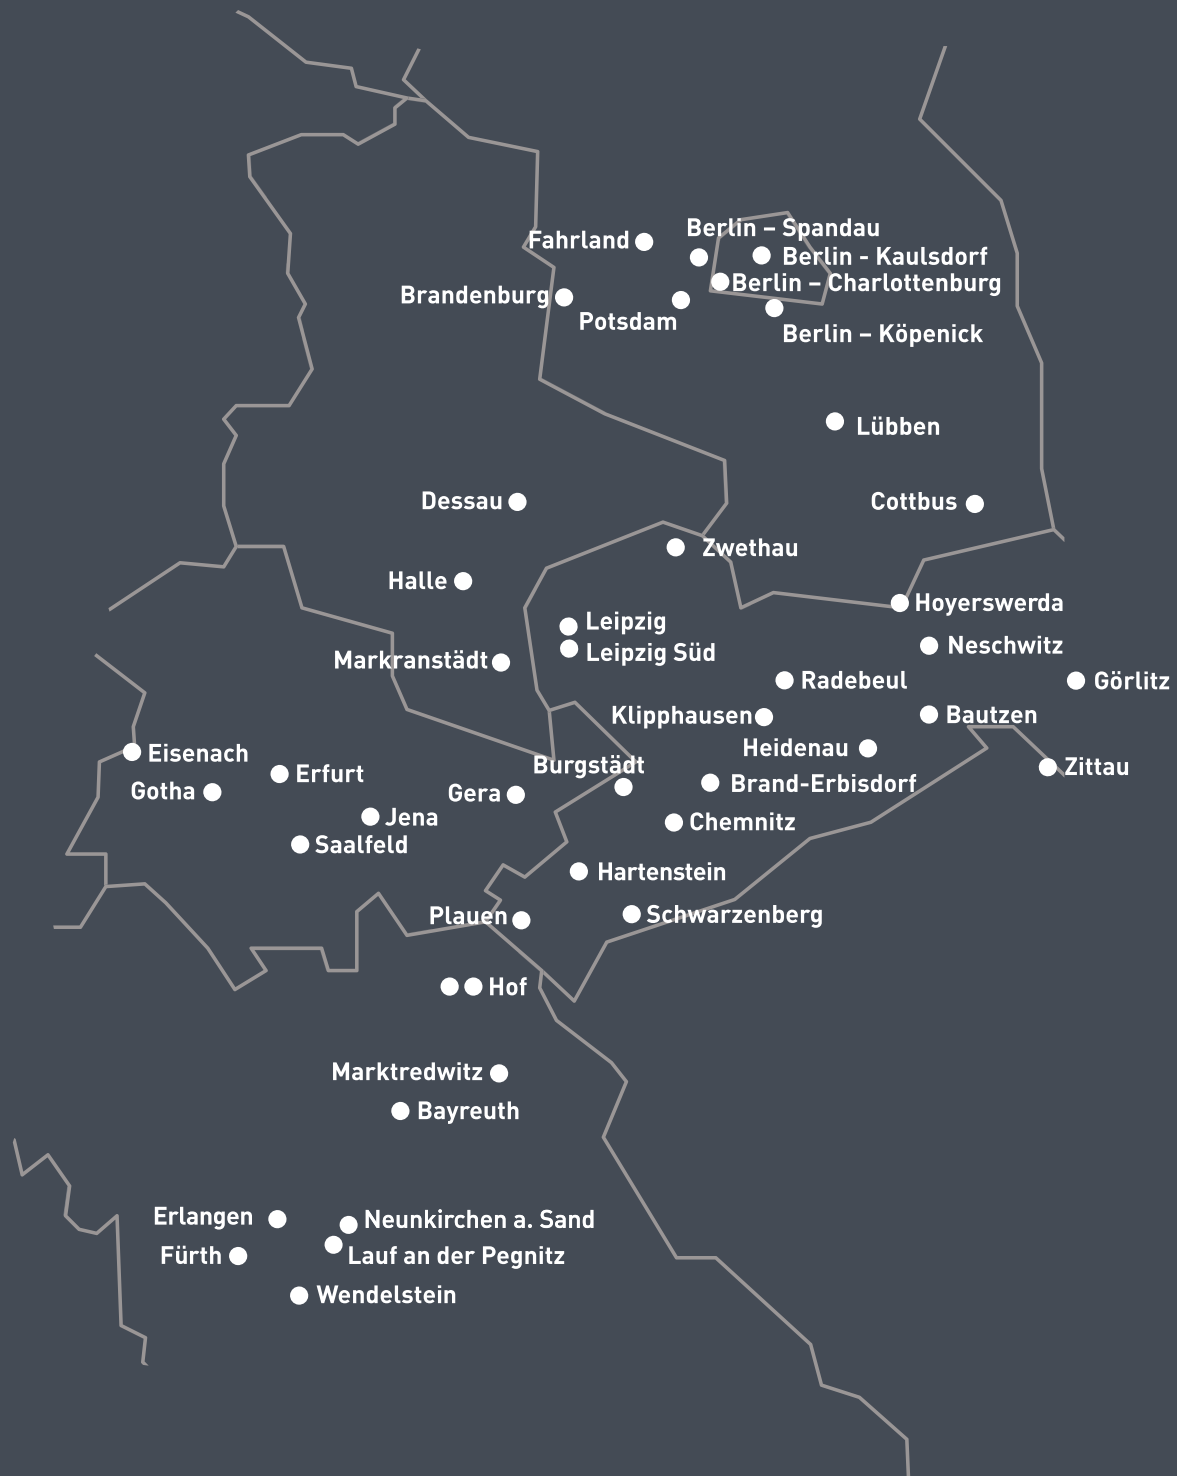 Berlin – Spandau
Fahrland
Berlin - Kaulsdorf
Berlin – Charlottenburg
Brandenburg
Potsdam
Berlin – Köpenick
Lübben
Dessau
Cottbus
Zwethau
Halle
Hoyerswerda
Leipzig
Neschwitz
Leipzig Süd
Markranstädt
Radebeul
Görlitz
Klipphausen
Bautzen
Heidenau
Eisenach
Burgstädt
Zittau
Erfurt
Brand-Erbisdorf
Gotha
Gera
Jena
Chemnitz
Saalfeld
Hartenstein
Plauen
Schwarzenberg
Hof
Marktredwitz
Bayreuth
Erlangen
Neunkirchen a. Sand
Fürth
Lauf an der Pegnitz
Wendelstein